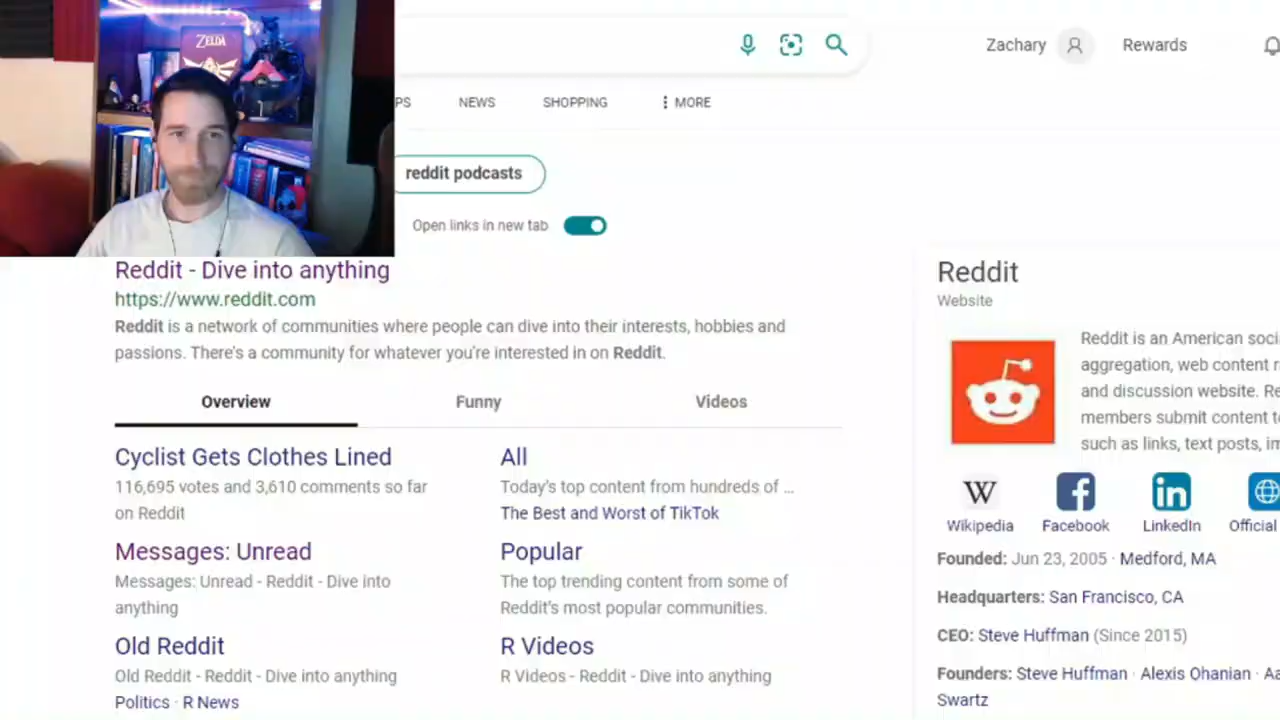 ZELDA
Zachary
Rewards
PS
NEWS
SHOPPING
MORE
reddit podcasts
Open links in new tab
Reddit - Dive into anything
https://www.reddit.com
Reddit is a network of communities where people can dive into their interests, hobbies and
passions. There's a community for whatever you're interested in on Reddit.
Overview
Funny
Videos
Cyclist Gets Clothes Lined
116,695 votes and 3,610 comments so far
on Reddit
Messages: Unread
Messages: Unread - Reddit - Dive into
anything
Old Reddit
Old Reddit - Reddit - Dive into anything
Politics · R News
All
Today's top content from hundreds of ...
The Best and Worst of TikTok
Popular
The top trending content from some of
Reddit's most popular communities.
R Videos
R Videos - Reddit - Dive into anything
Reddit
Website
Reddit is an American soci
aggregation, web content r
and discussion website. Re
members submit content t
such as links, text posts, im
W
Wikipedia
f
Facebook
in
LinkedIn
Official
Founded: Jun 23, 2005 · Medford, MA
Headquarters: San Francisco, CA
CEO: Steve Huffman (Since 2015)
Founders: Steve Huffman · Alexis Ohanian · Aa
Swartz